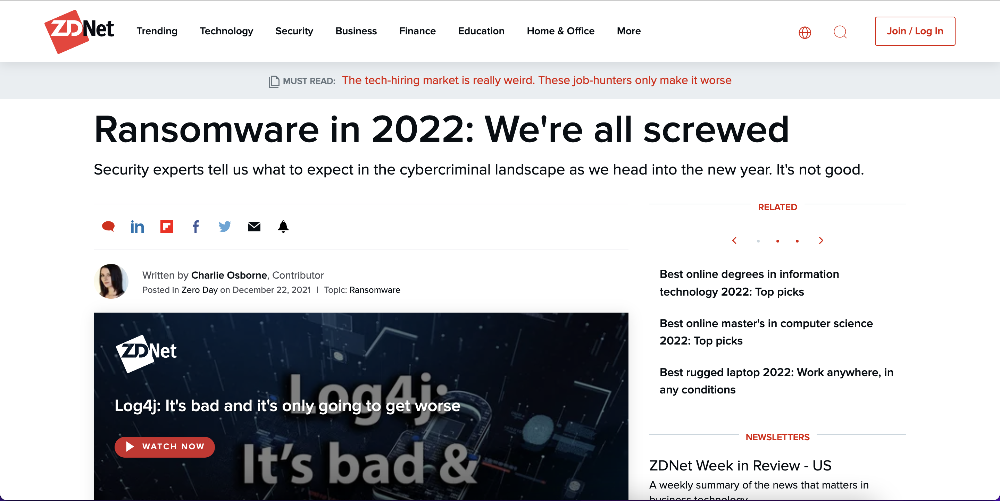 ZDNet
Trending Technology Security Business Finance Education Home & Office More
Join / Log In
MUST READ: The tech-hiring market is really weird. These job-hunters only make it worse
Ransomware in 2022: We're all screwed
Security experts tell us what to expect in the cybercriminal landscape as we head into the new year. It's not good.
Written by Charlie Osborne, Contributor
Posted in Zero Day on December 22, 2021 | Topic: Ransomware
ZDNet
Log4j:
Log4j: It's bad and it's only going to get worse
WATCH NOW
It's bad &
RELATED
Best online degrees in information
technology 2022: Top picks
Best online master's in computer science
2022: Top picks
Best rugged laptop 2022: Work anywhere, in
any conditions
NEWSLETTERS
ZDNet Week in Review - US
A weekly summary of the news that matters in
business technology